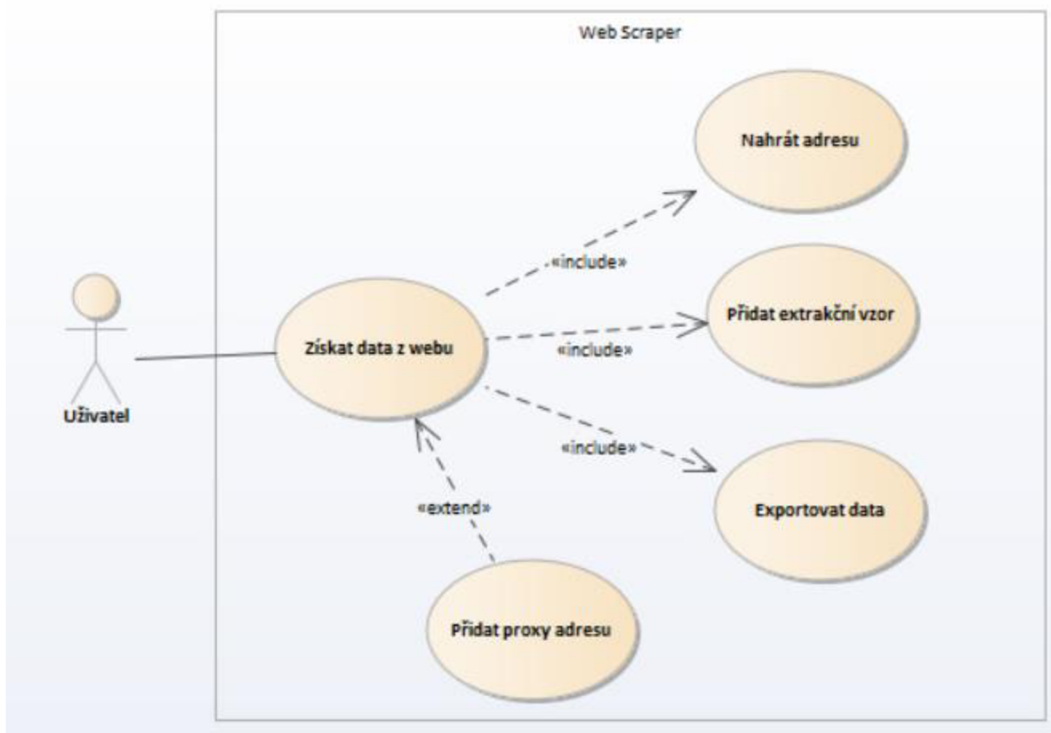 Web Scraper
Nahrát adresu
«include»
Přidat extrakční vzor
Získat data z webu
«include»
Uživatel
«include»
Exportovat data
«extend»
Přidat proxy adresu